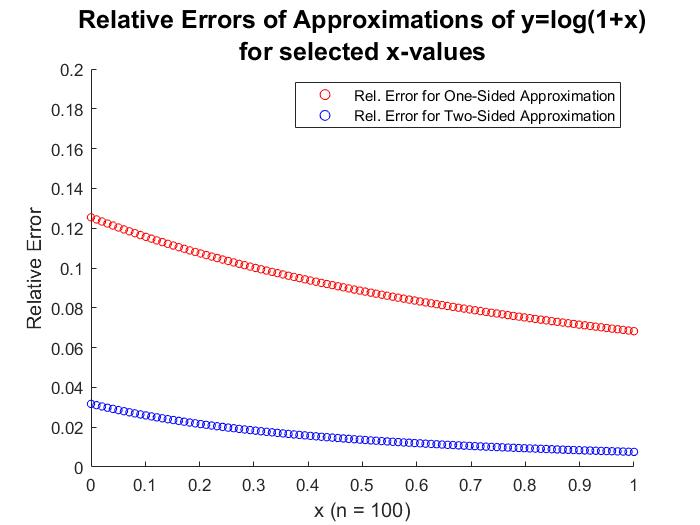 Relative Errors of Approximations of y=log(1+x)
for selected x-values
Rel. Error for One-Sided Approximation
Rel. Error for Two-Sided Approximation
Relative Error
0.2
0.18
0.16
0.14
0.12
0.1
0.08
0.06
0.04
0.02
0
0 0.1 0.2 0.3 0.4 0.5 0.6 0.7 0.8 0.9 1
x (n = 100)